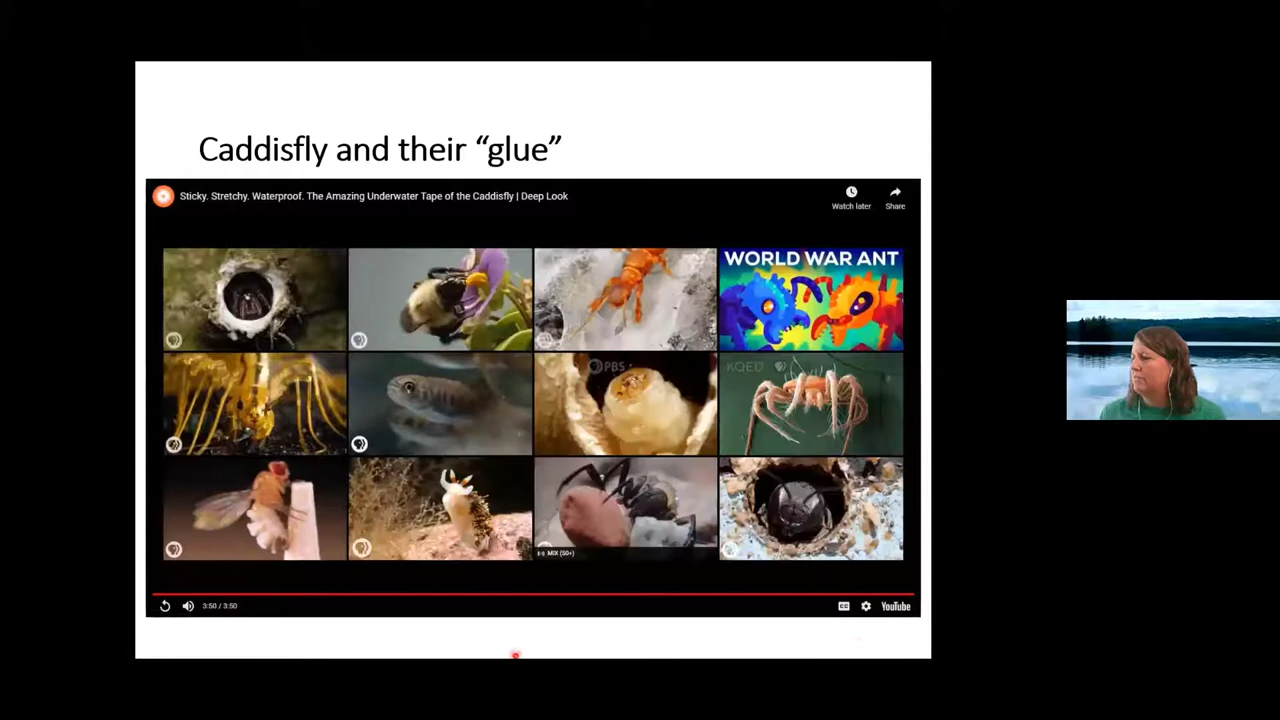 Caddisfly and their “glue”
Sticky. Stretchy. Waterproof. The Amazing Underwater Tape of the Caddisfly | Deep Look
Watch later
Share
WORLD WAR ANT
PBS
KQED
MIX (50+)
3:50 / 3:50
CC
YouTube